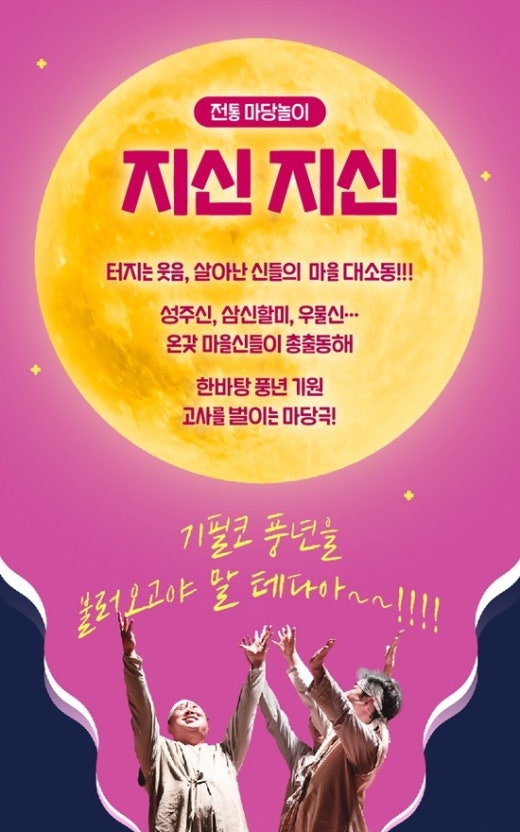 전통 마당놀이
지신 지신
터지는 웃음, 살아난 신들의 마을 대소동!!!
성주신, 삼신할미, 우물신…
온갖 마을신들이 총출동해
한바탕 풍년 기원
고사를 벌이는 마당극!
기필코 풍년을
불러오고야 말 테다아~~!!!!